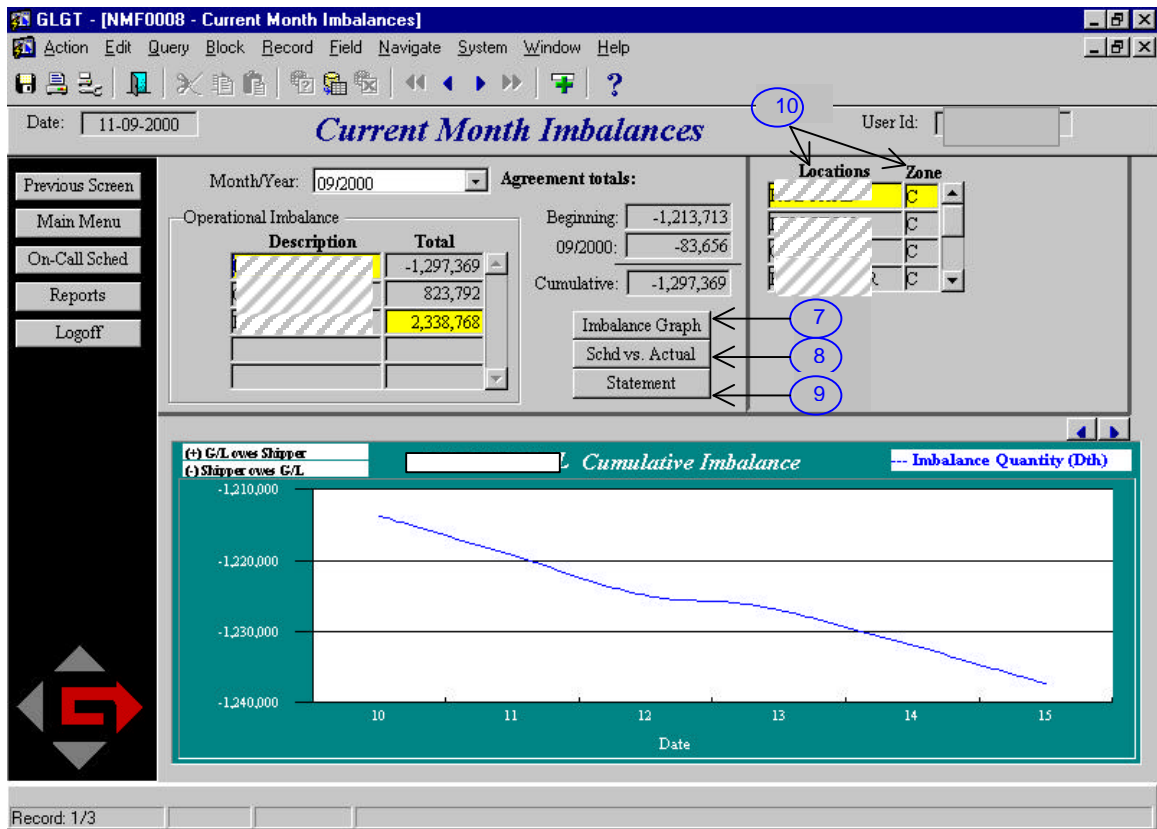 GLGT - [NMF0008 - Current Month Imbalances]
Action Edit Query Block Record Field Navigate System Window Help
Date: 11-09-2000
Current Month Imbalances
10
User Id:
Previous Screen
Main Menu
On-Call Sched
Reports
Logoff
Month/Year: 09/2000
Agreement totals:
Operational Imbalance
Description Total
-1,297,369
823,792
2,338,768
Beginning: -1,213,713
09/2000: -83,656
Cumulative: -1,297,369
Imbalance Graph
Schd vs. Actual
Statement
7
8
9
Locations Zone
C
C
C
C
(+) G/L owes Shipper
(-) Shipper owes G/L
Cumulative Imbalance
--- Imbalance Quantity (Dth)
-1,210,000
-1,220,000
-1,230,000
-1,240,000
10 11 12 13 14 15
Date
Record: 1/3